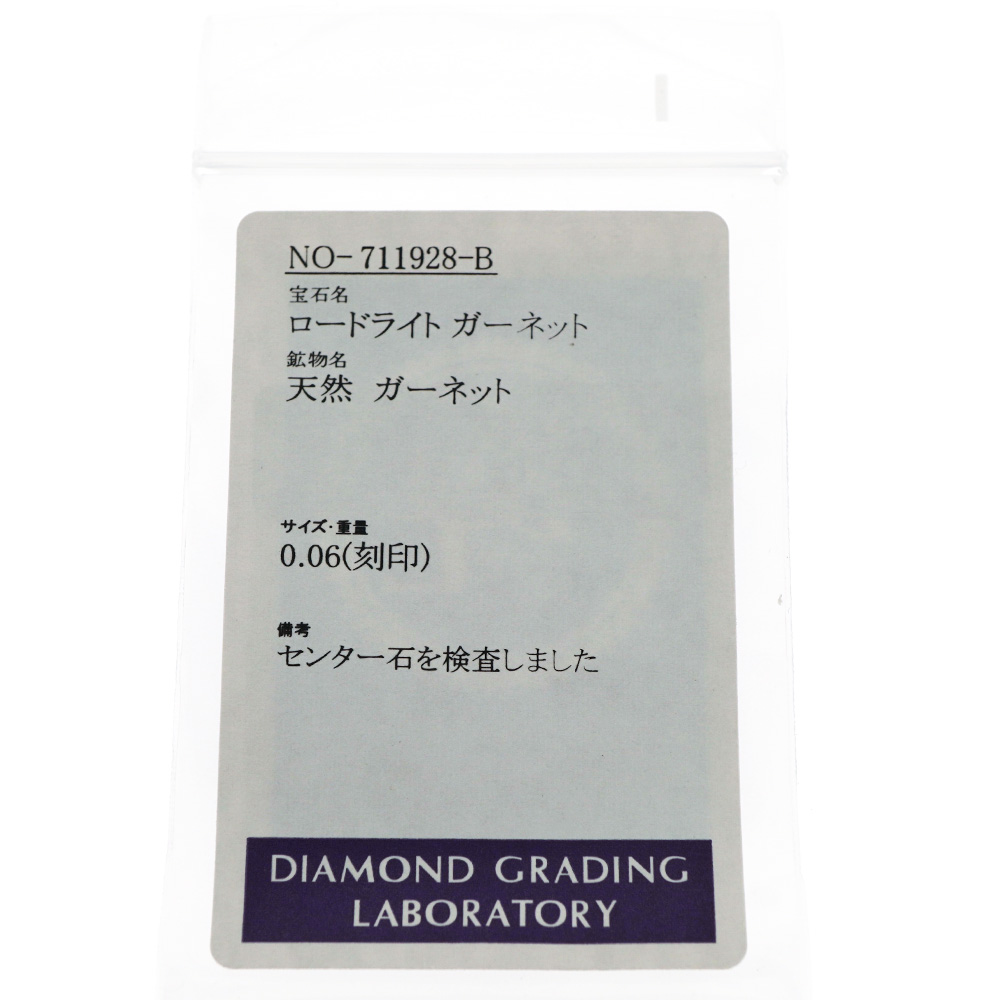 NO-711928-B
宝石名
ロードライト ガーネット
鉱物名
天然 ガーネット
サイズ·重量
0.06(刻印)
備考
センター石を検査しました
DIAMOND GRADING
LABORATORY